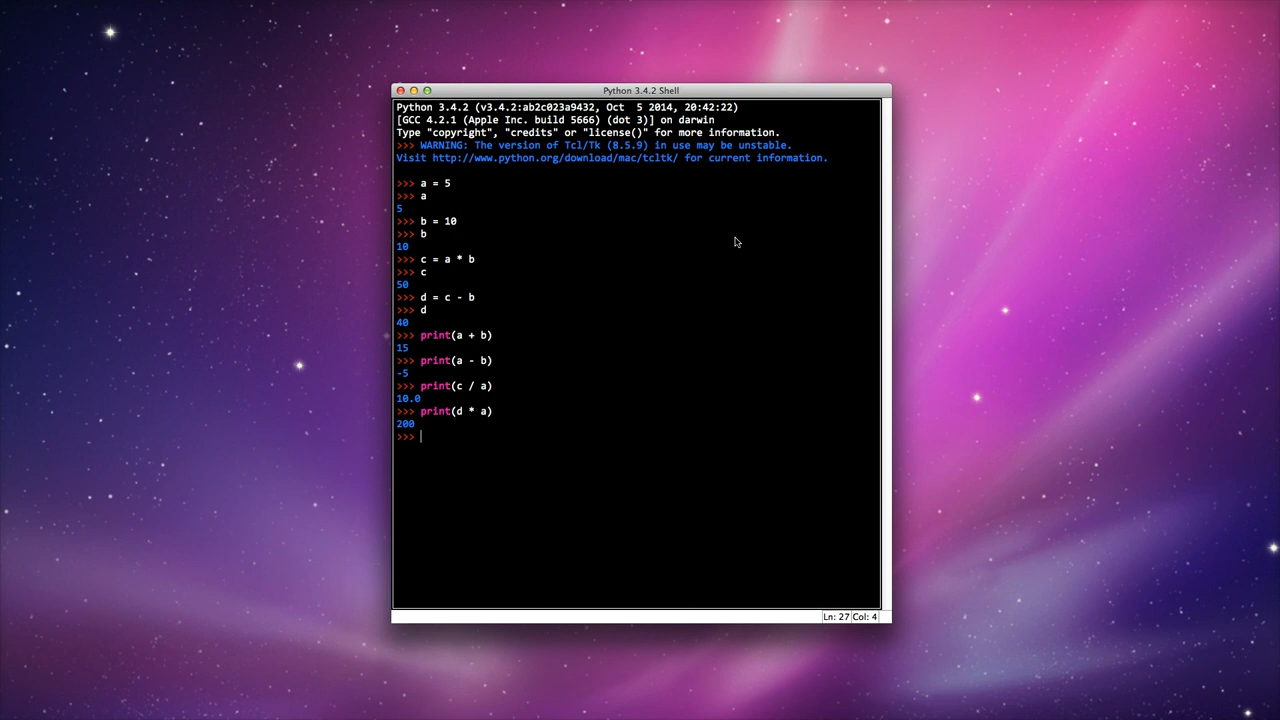 Python 3.4.2 Shell
Python 3.4.2 (v3.4.2:ab2c023a9432, Oct  5 2014, 20:42:22)
[GCC 4.2.1 (Apple Inc. build 5666) (dot 3)] on darwin
Type "copyright", "credits" or "license()" for more information.
>>> WARNING: The version of Tcl/Tk (8.5.9) in use may be unstable.
Visit http://www.python.org/download/mac/tcltk/ for current information.
>>> a = 5
>>> a
5
>>> b = 10
>>> b
10
>>> c = a * b
>>> c
50
>>> d = c - b
>>> d
40
>>> print(a + b)
15
>>> print(a - b)
-5
>>> print(c / a)
10.0
>>> print(d * a)
200
>>>
Ln: 27 Col: 4